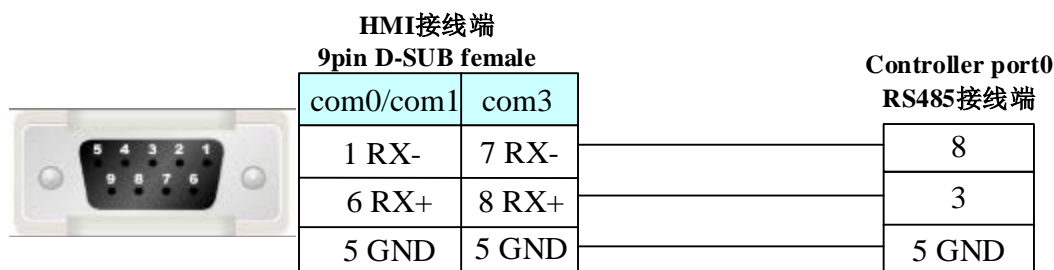 HMI接线端
9pin D-SUB female
Controller port0
RS485接线端
com0/com1 com3
5 4 3 2 1
9 8 7 6
1 RX- 7 RX- 8
6 RX+ 8 RX+ 3
5 GND 5 GND 5 GND